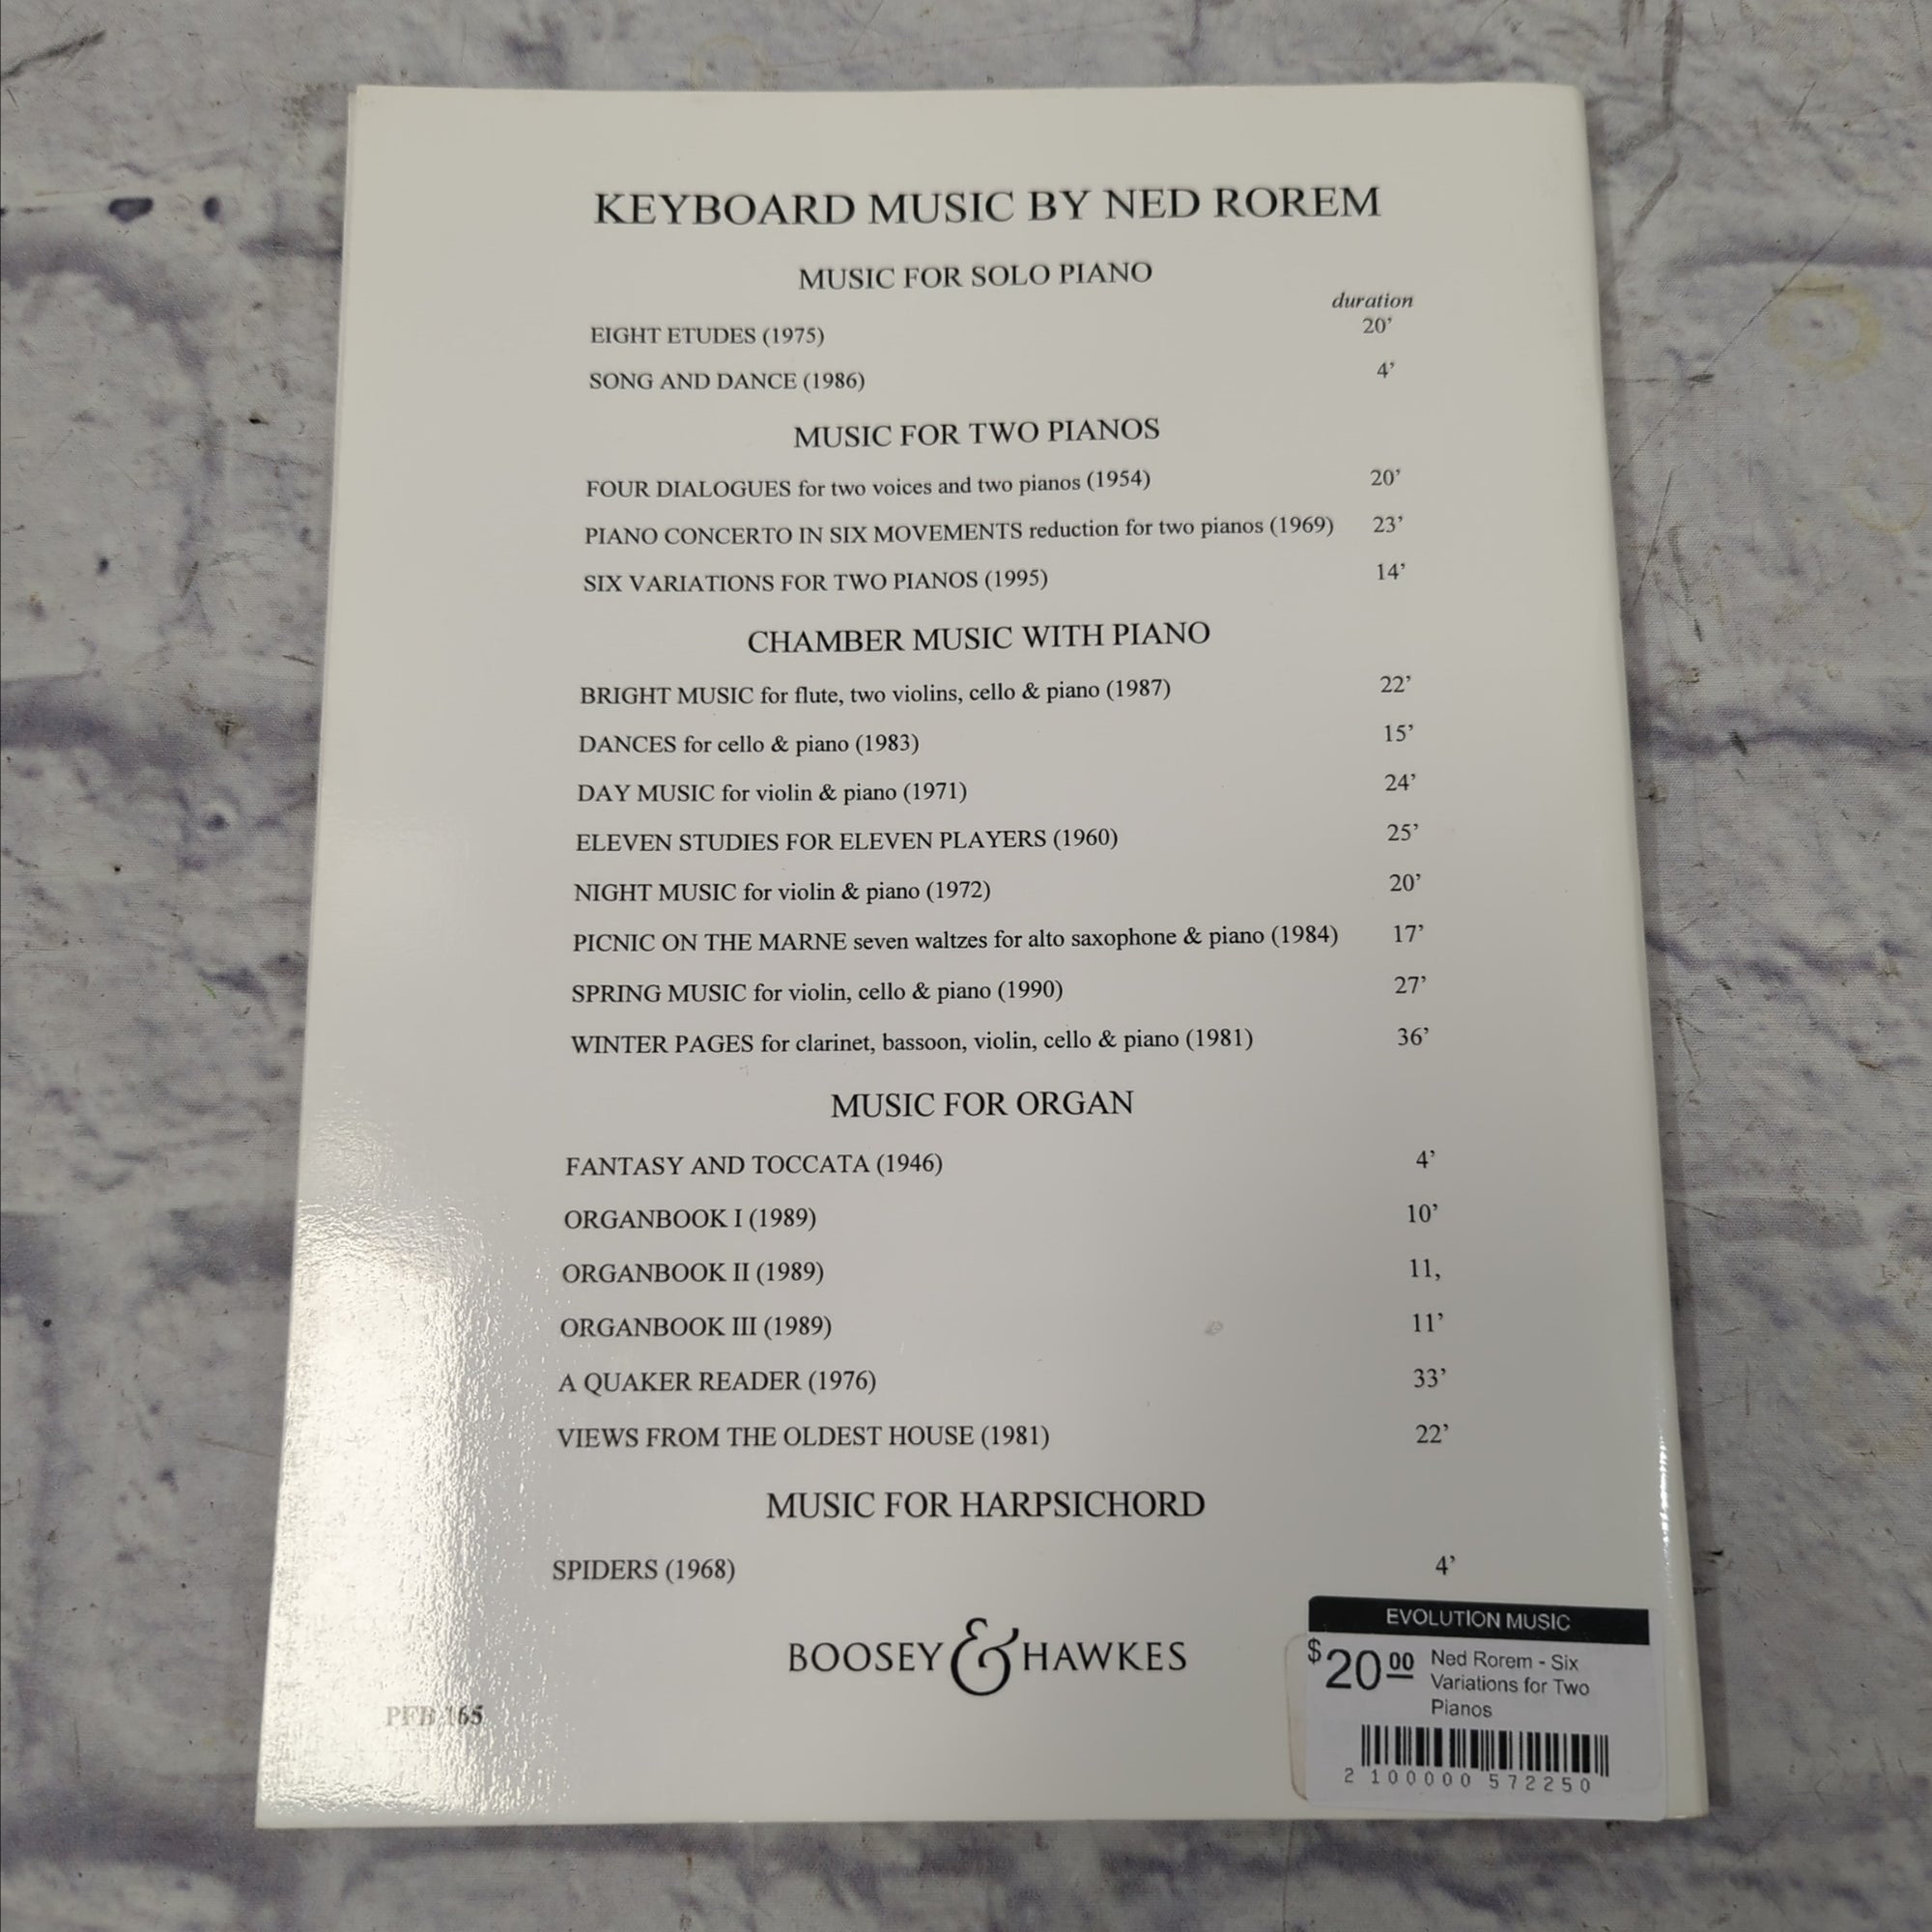 KEYBOARD MUSIC BY NED ROREM
MUSIC FOR SOLO PIANO
duration
EIGHT ETUDES (1975) 20’
SONG AND DANCE (1986) 4’
MUSIC FOR TWO PIANOS
FOUR DIALOGUES for two voices and two pianos (1954) 20’
PIANO CONCERTO IN SIX MOVEMENTS reduction for two pianos (1969) 23’
SIX VARIATIONS FOR TWO PIANOS (1995) 14’
CHAMBER MUSIC WITH PIANO
BRIGHT MUSIC for flute, two violins, cello & piano (1987) 22’
DANCES for cello & piano (1983) 15’
DAY MUSIC for violin & piano (1971) 24’
ELEVEN STUDIES FOR ELEVEN PLAYERS (1960) 25’
NIGHT MUSIC for violin & piano (1972) 20’
PICNIC ON THE MARNE seven waltzes for alto saxophone & piano (1984) 17’
SPRING MUSIC for violin, cello & piano (1990) 27’
WINTER PAGES for clarinet, bassoon, violin, cello & piano (1981) 36’
MUSIC FOR ORGAN
FANTASY AND TOCCATA (1946) 4’
ORGANBOOK I (1989) 10’
ORGANBOOK II (1989) 11,
ORGANBOOK III (1989) 11’
A QUAKER READER (1976) 33’
VIEWS FROM THE OLDEST HOUSE (1981) 22’
MUSIC FOR HARPSICHORD
SPIDERS (1968) 4’
BOOSEY & HAWKES
PFB-165
EVOLUTION MUSIC
$20.00
Ned Rorem - Six
Variations for Two
Pianos
2 100000 572250